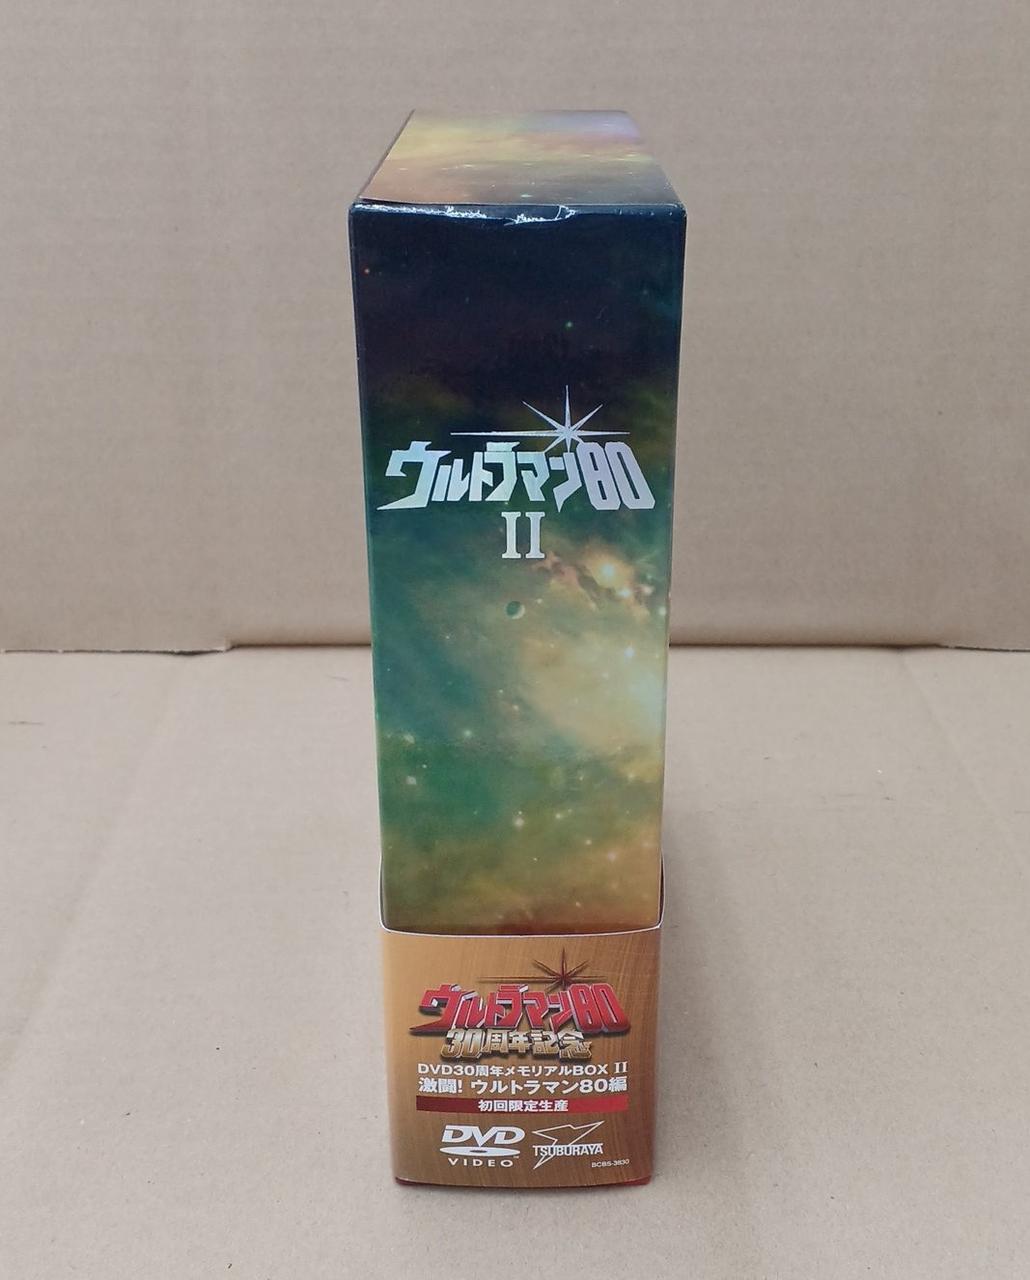 ウルトラマン80
II
ウルトラマン80
30周年記念
DVD30周年メモリアルBOX II
激闘! ウルトラマン80編
初回限定生産
DVD
VIDEO
TSUBURAYA
BCBS-3830